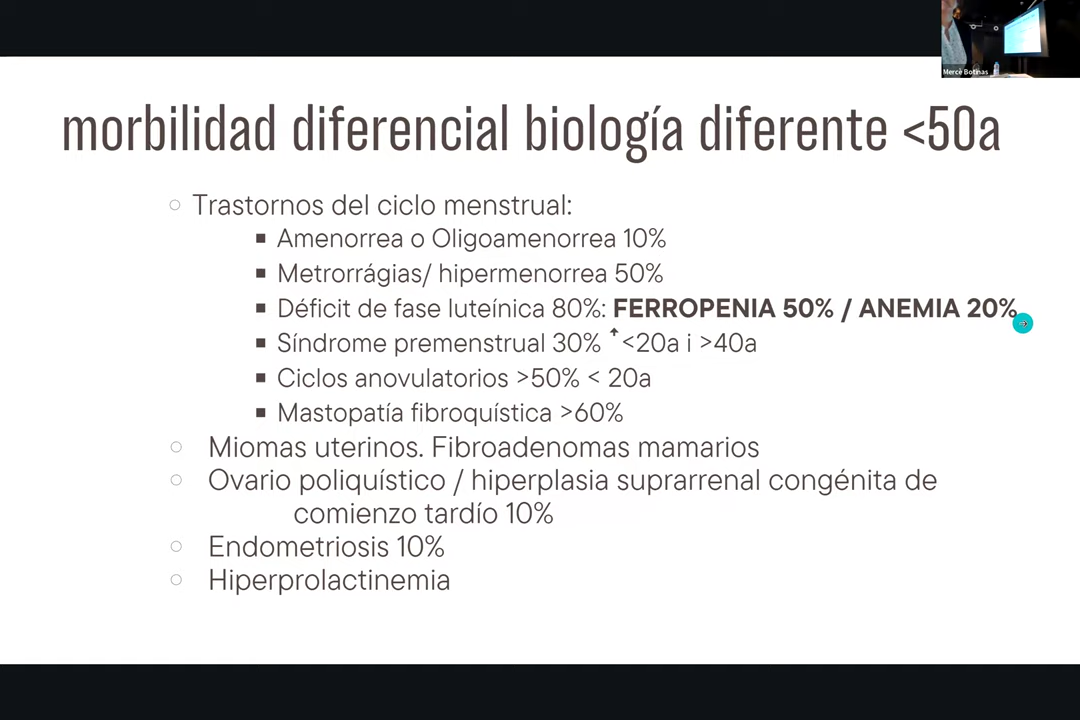 Mercè Botinas
morbilidad diferencial biología diferente <50a
○ Trastornos del ciclo menstrual:
▪ Amenorrea o Oligoamenorrea 10%
▪ Metrorrágias/ hipermenorrea 50%
▪ Déficit de fase luteínica 80%: FERROPENIA 50% / ANEMIA 20%
▪ Síndrome premenstrual 30% ↑<20a i >40a
▪ Ciclos anovulatorios >50% < 20a
▪ Mastopatía fibroquística >60%
○ Miomas uterinos. Fibroadenomas mamarios
○ Ovario poliquístico / hiperplasia suprarrenal congénita de
comienzo tardío 10%
○ Endometriosis 10%
○ Hiperprolactinemia